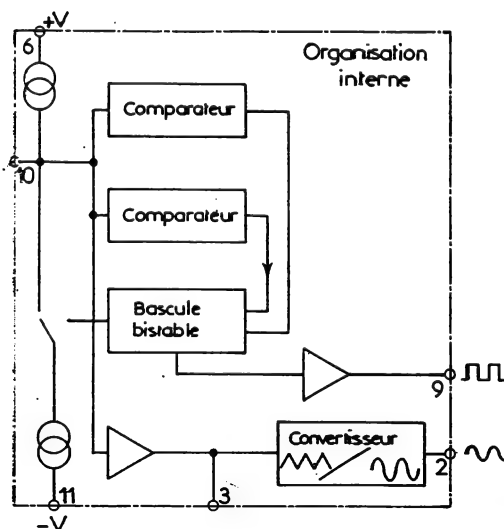 +V
6
Organisation
interne
Comparateur
10
Comparateur
Bascule
bistable
9
Convertisseur
2
11
3
-V